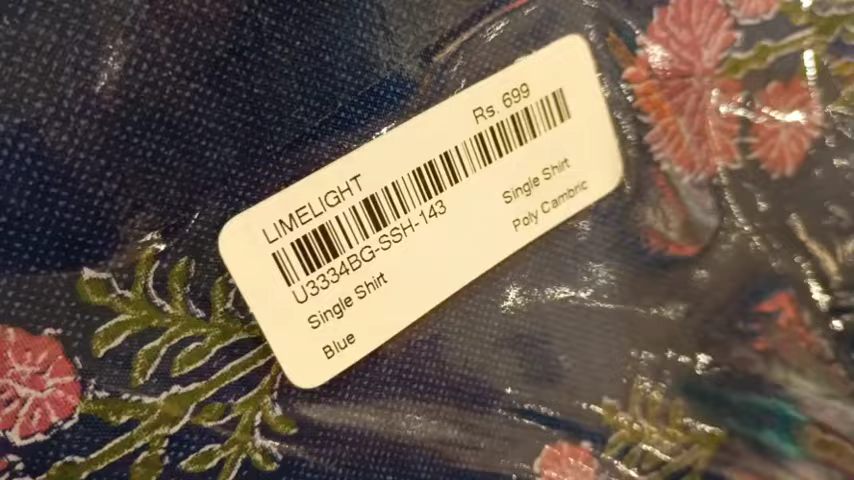 LIMELIGHT
Rs. 699
U3334BG-SSH-143
Single Shirt
Single Shirt
Blue
Poly Cambric